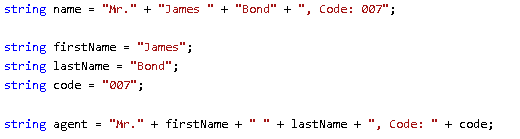 string name = "Mr." + "James " + "Bond" + ", Code: 007";
string firstName = "James";
string lastName = "Bond";
string code = "007";
string agent = "Mr." + firstName + " " + lastName + ", Code: " + code;